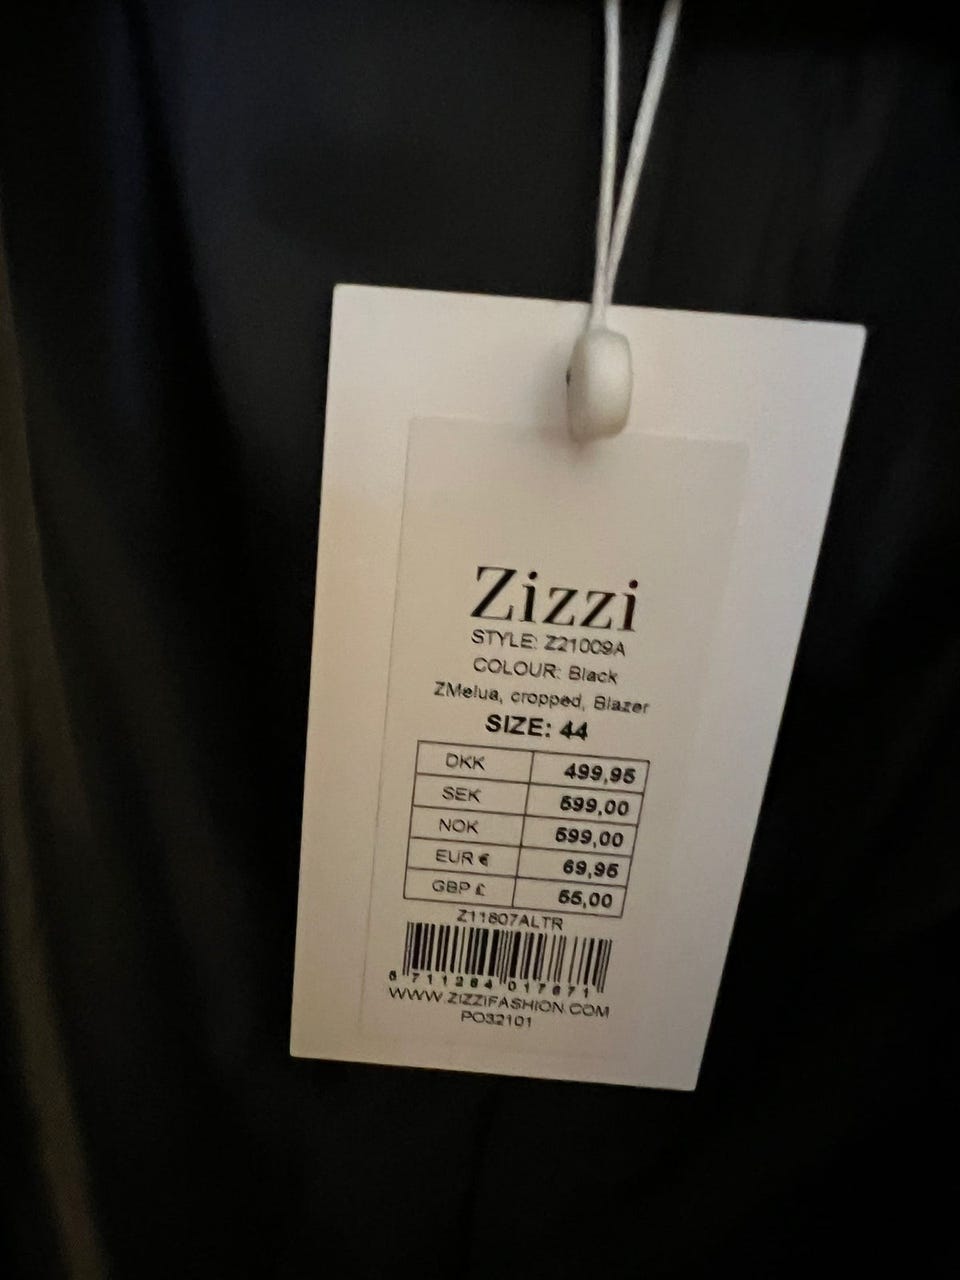 Zizzi
STYLE: Z21009A
COLOUR: Black
ZMelua, cropped, Blazer
SIZE: 44
DKK 499,95
SEK 599,00
NOK 599,00
EUR € 69,95
GBP £ 55,00
Z11807ALTR
WWW.ZIZZIFASHION.COM
PO32101